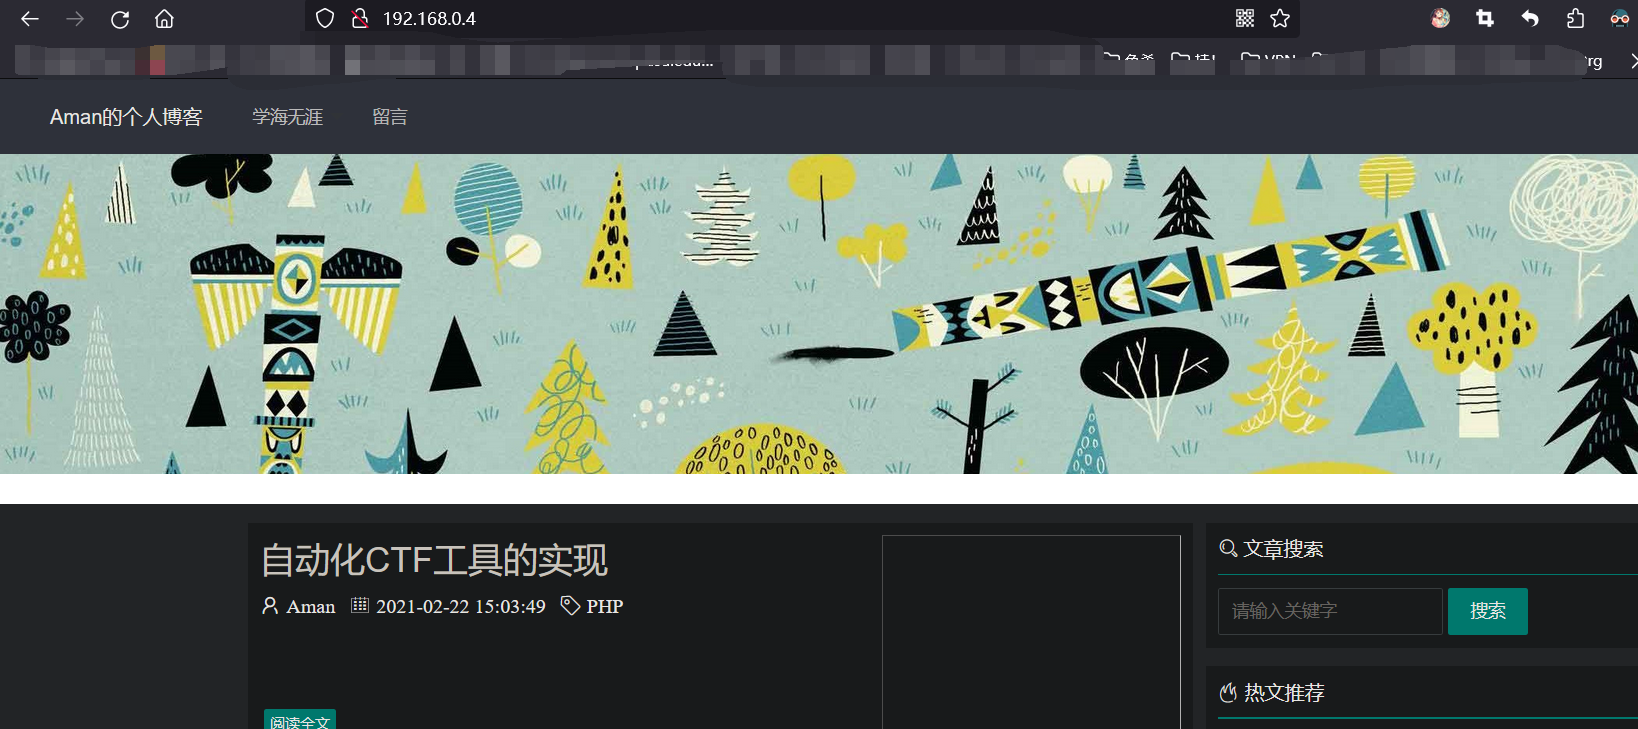 192.168.0.4
Aman的个人博客 学海无涯 留言
自动化CTF工具的实现
Aman 2021-02-22 15:03:49 PHP
阅读全文
文章搜索
请输入关键字 搜索
热文推荐